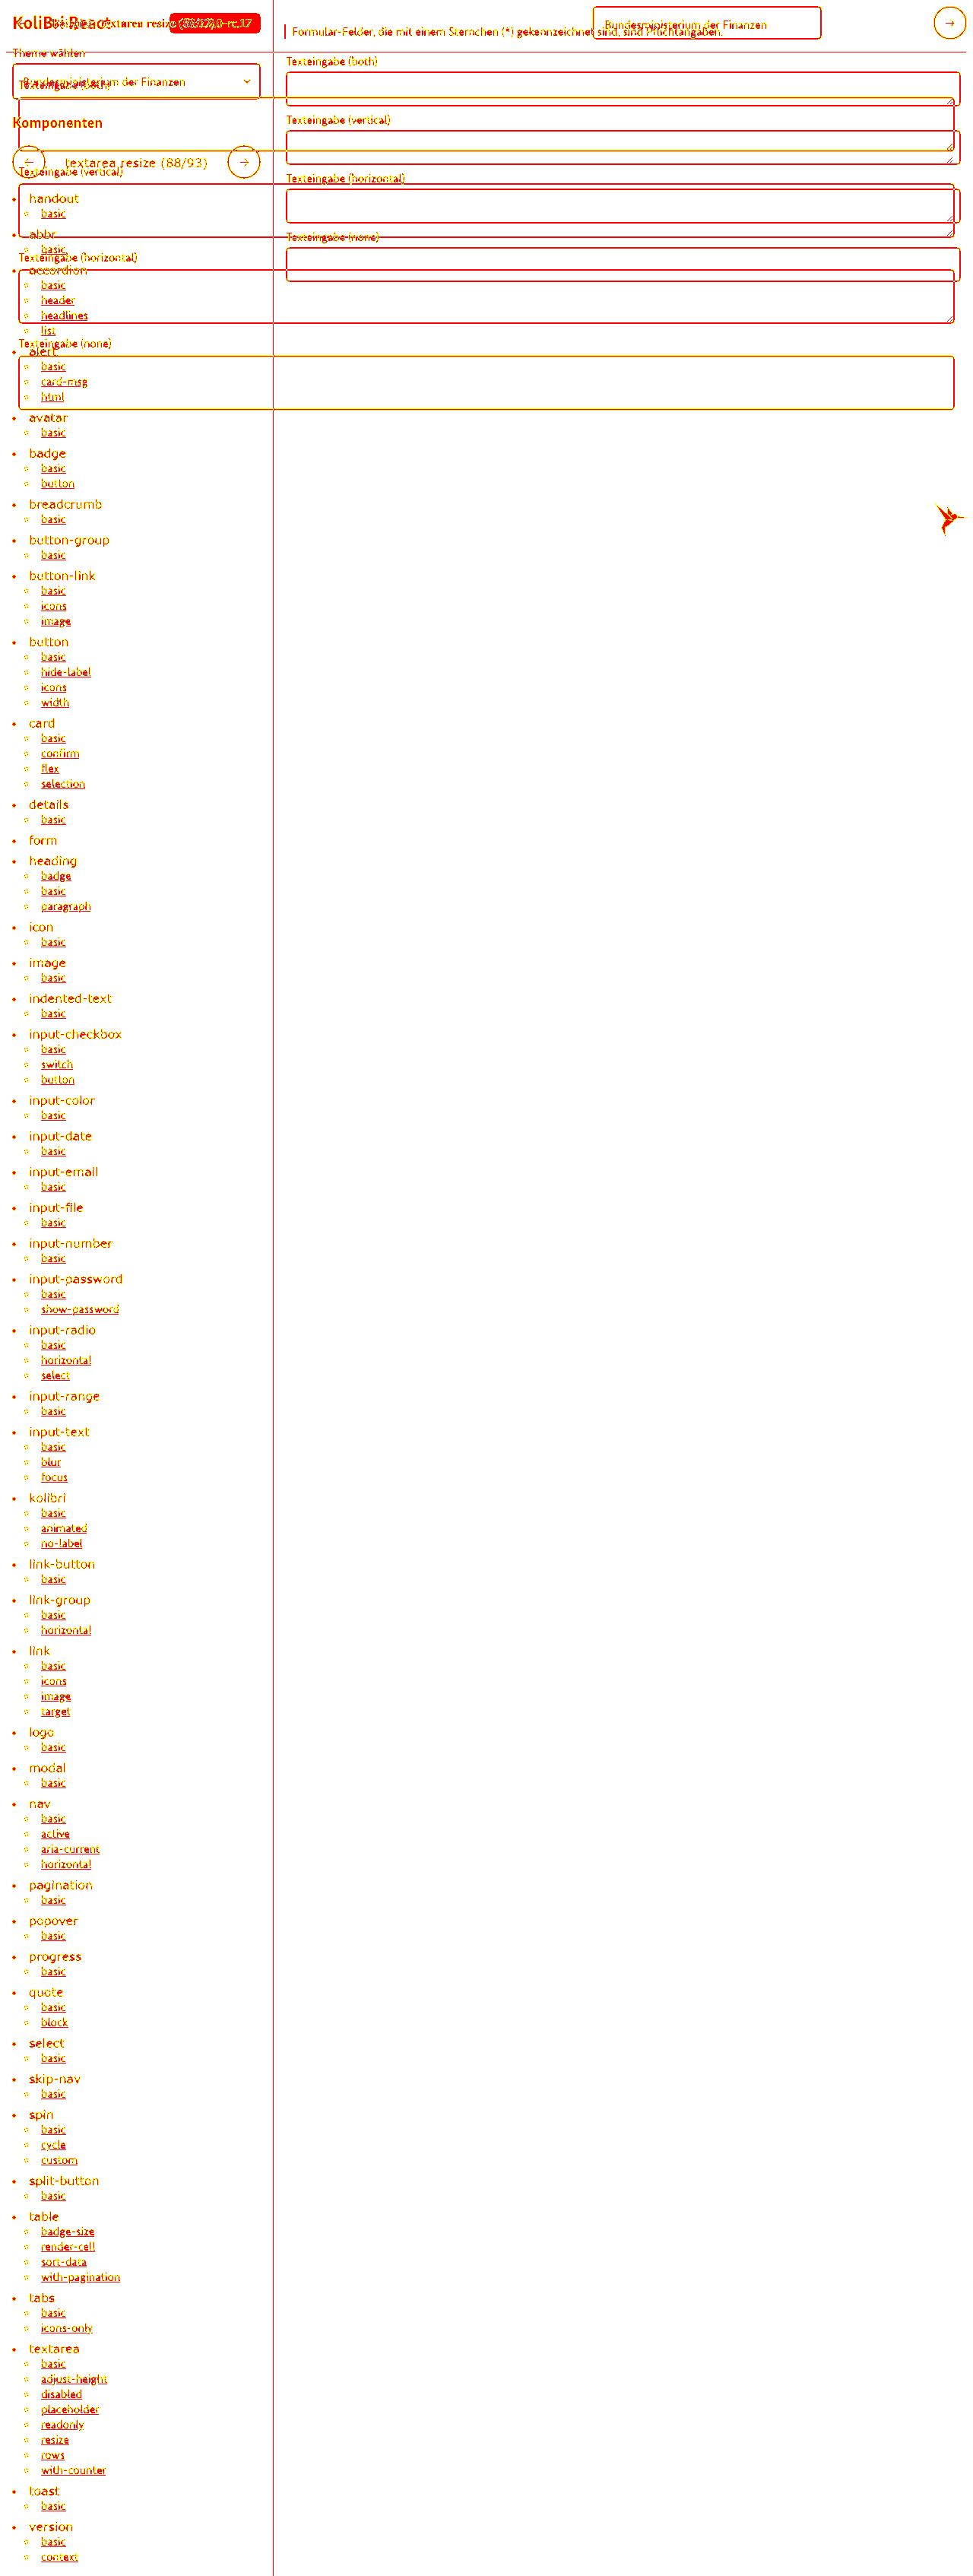 KoliBri React
textarea resize
Formular-Felder, die mit einem Sternchen (*) gekennzeichnet sind, sind Pflichtangaben.
Bundesministerium der Finanzen
Theme wählen
Bundesministerium der Finanzen
Texteingabe (both)
Texteingabe (both)
Texteingabe (vertical)
Komponenten
textarea resize (88/93)
Texteingabe (vertical)
Texteingabe (horizontal)
Texteingabe (none)
Texteingabe (horizontal)
Texteingabe (none)
handout
basic
abbr
basic
accordion
basic
header
headlines
list
alert
basic
card-msg
html
avatar
basic
badge
basic
button
breadcrumb
basic
button-group
basic
button-link
basic
icons
image
button
basic
hide-label
icons
width
card
basic
confirm
flex
selection
details
basic
form
heading
badge
basic
paragraph
icon
basic
image
basic
indented-text
basic
input-checkbox
basic
switch
button
input-color
basic
input-date
basic
input-email
basic
input-file
basic
input-number
basic
input-password
basic
show-password
input-radio
basic
horizontal
select
input-range
basic
input-text
basic
blur
focus
kolibri
basic
animated
no-label
link-button
basic
link-group
basic
horizontal
link
basic
icons
image
target
logo
basic
modal
basic
nav
basic
active
aria-current
horizontal
pagination
basic
popover
basic
progress
basic
quote
basic
block
select
basic
skip-nav
basic
spin
basic
cycle
custom
split-button
basic
table
badge-size
render-cell
sort-data
with-pagination
tabs
basic
icons-only
textarea
basic
adjust-height
disabled
placeholder
readonly
resize
rows
with-counter
toast
basic
version
basic
context